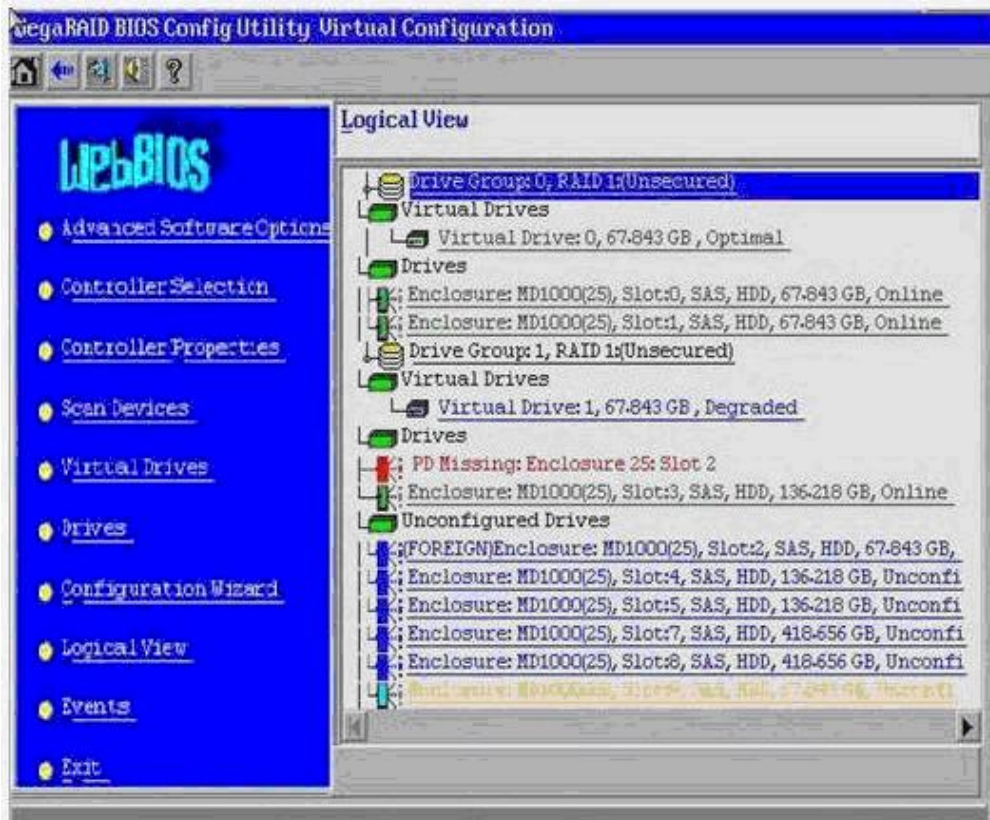 MegaRAID BIOS Config Utility Virtual Configuration
?
WebBIOS
Advanced Software Options
Controller Selection
Controller Properties
Scan Devices
Virtual Drives
Drives
Configuration Wizard
Logical View
Events
Exit
Logical View
Drive Group: 0, RAID 1:(Unsecured)
Virtual Drives
Virtual Drive: 0, 67.843 GB , Optimal
Drives
Enclosure: MD1000(25), Slot:0, SAS, HDD, 67.843 GB, Online
Enclosure: MD1000(25), Slot:1, SAS, HDD, 67.843 GB, Online
Drive Group: 1, RAID 1:(Unsecured)
Virtual Drives
Virtual Drive: 1, 67.843 GB , Degraded
Drives
PD Missing: Enclosure 25: Slot 2
Enclosure: MD1000(25), Slot:3, SAS, HDD, 136.218 GB, Online
Unconfigured Drives
(FOREIGN)Enclosure: MD1000(25), Slot:2, SAS, HDD, 67.843 GB,
Enclosure: MD1000(25), Slot:4, SAS, HDD, 136.218 GB, Unconfi
Enclosure: MD1000(25), Slot:5, SAS, HDD, 136.218 GB, Unconfi
Enclosure: MD1000(25), Slot:7, SAS, HDD, 418.656 GB, Unconfi
Enclosure: MD1000(25), Slot:8, SAS, HDD, 418.656 GB, Unconfi